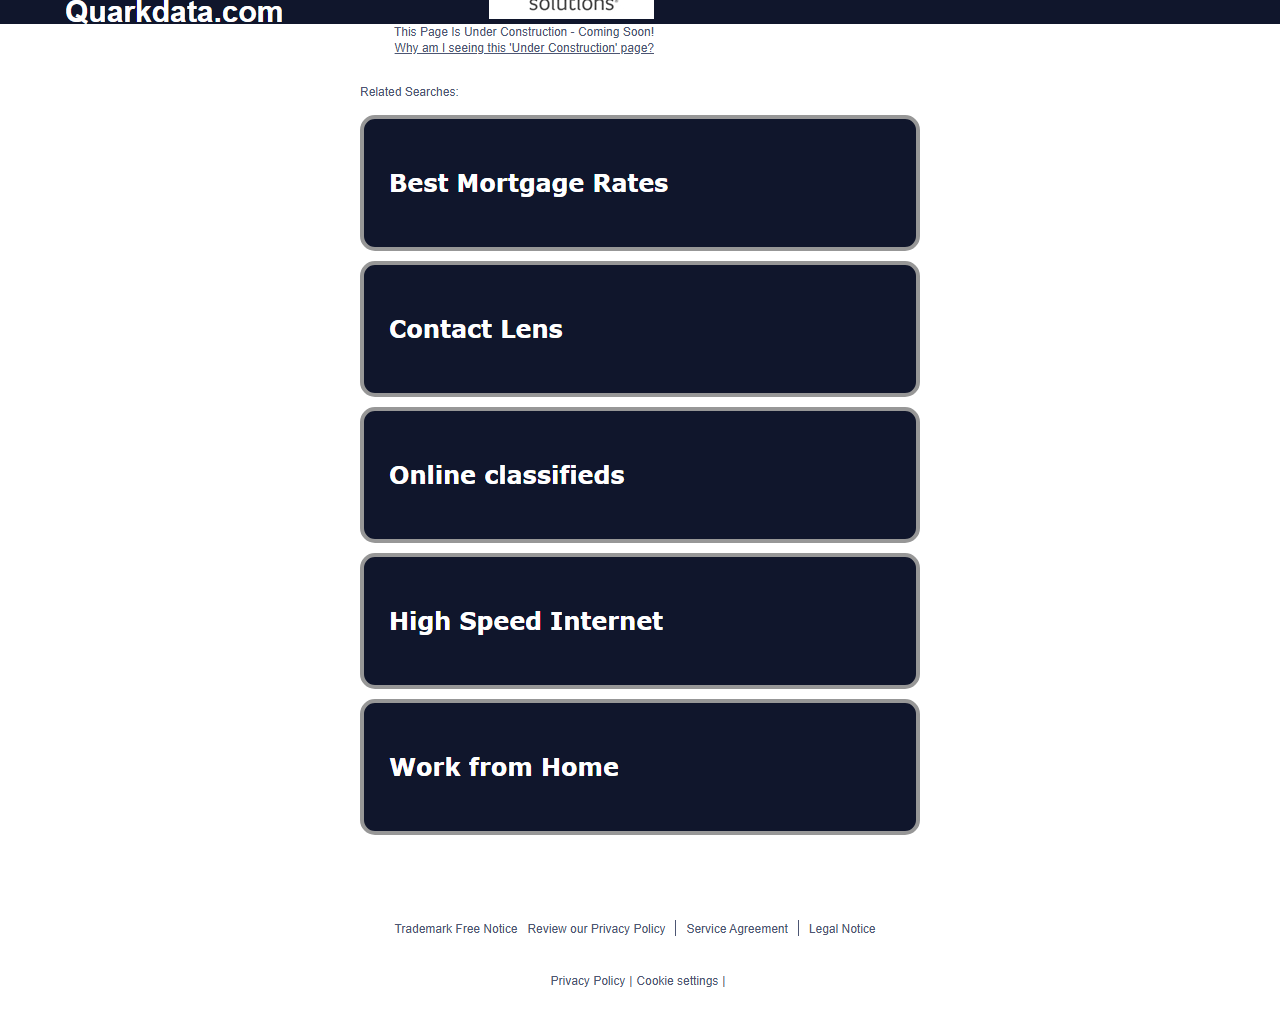 Quarkdata.com
solutions®
This Page Is Under Construction - Coming Soon!
Why am I seeing this 'Under Construction' page?
Related Searches:
Best Mortgage Rates
Contact Lens
Online classifieds
High Speed Internet
Work from Home
Trademark Free Notice Review our Privacy Policy | Service Agreement | Legal Notice
Privacy Policy | Cookie settings |